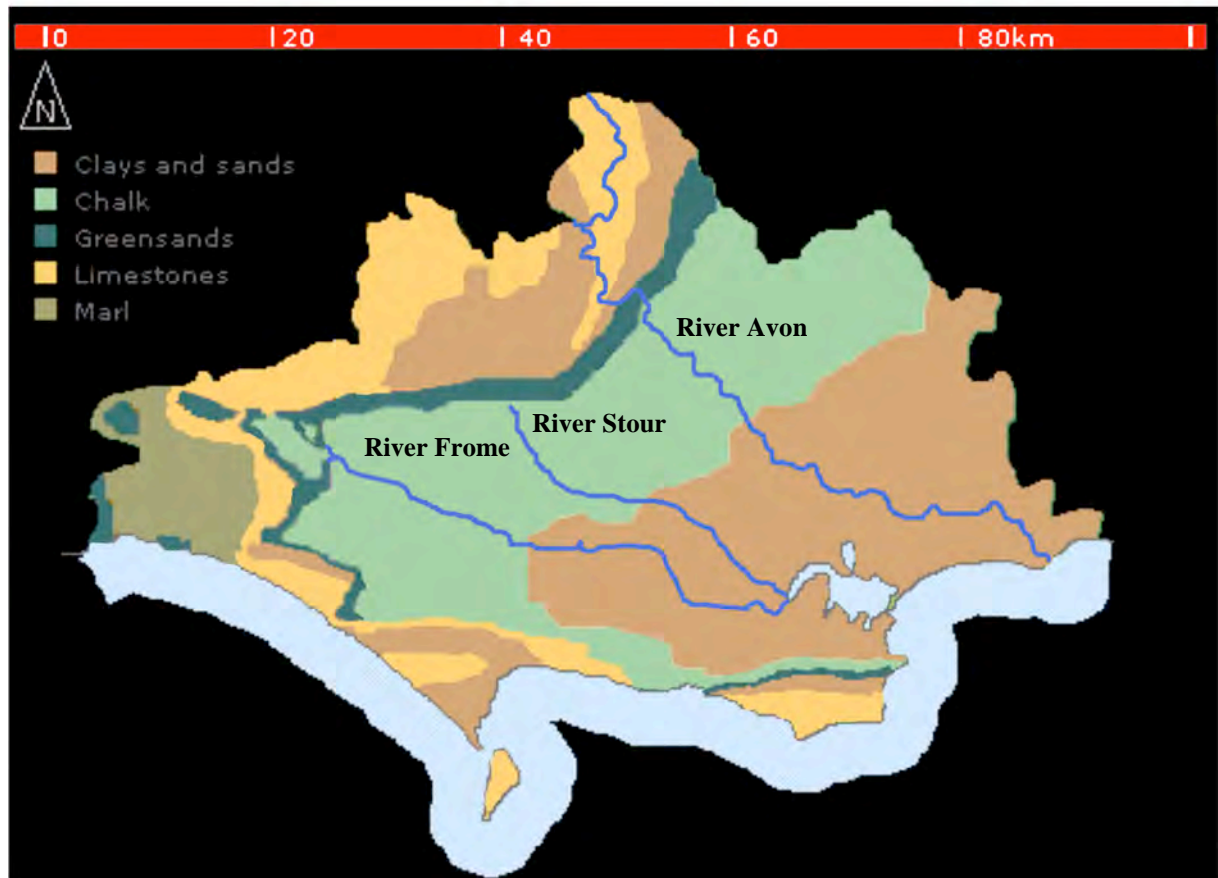 0 20 40 60 80km
N
Clays and sands
Chalk
Greensands
Limestones
Marl
River Avon
River Stour
River Frome